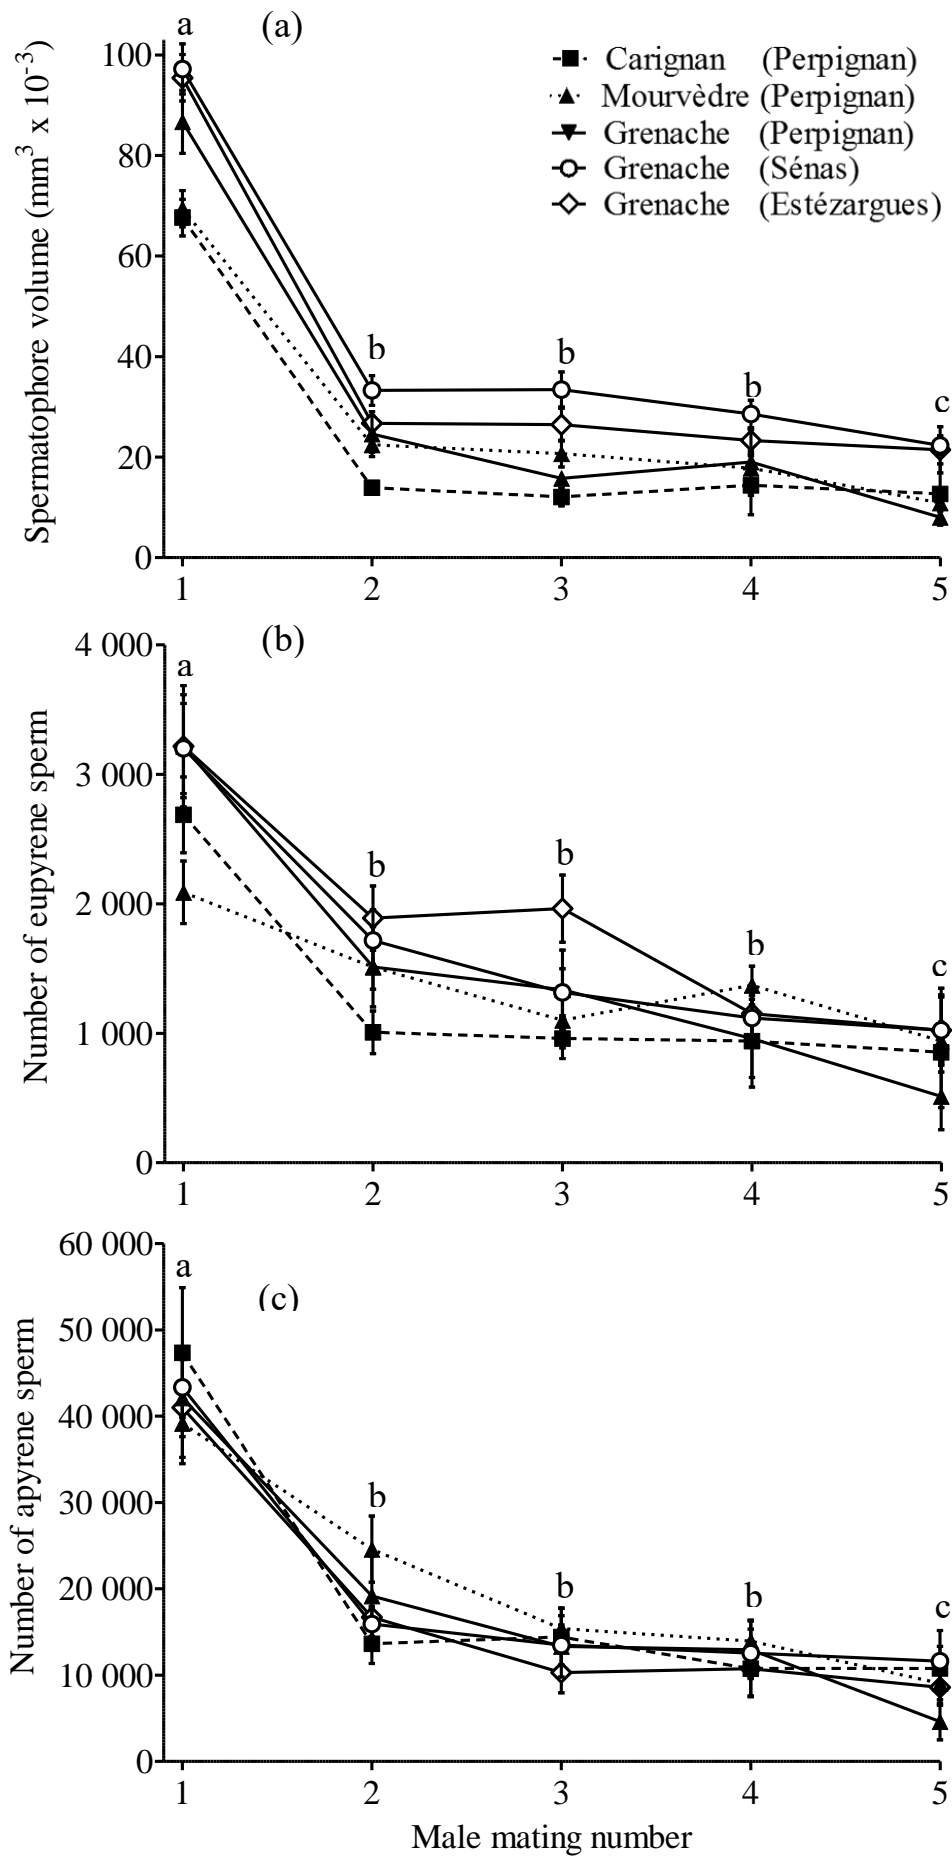 a
(a)
100
80
60
40
20
0
Spermatophore volume (mm³ x 10⁻³)
Carignan (Perpignan)
Mourvèdre (Perpignan)
Grenache (Perpignan)
Grenache (Sénas)
Grenache (Estézargues)
b
b
b
c
1 2 3 4 5
(b)
4 000
3 000
2 000
1 000
0
Number of eupyrene sperm
a
b
b
b
c
1 2 3 4 5
60 000
50 000
40 000
30 000
20 000
10 000
0
Number of apyrene sperm
a
(c)
b
b
b
c
1 2 3 4 5
Male mating number